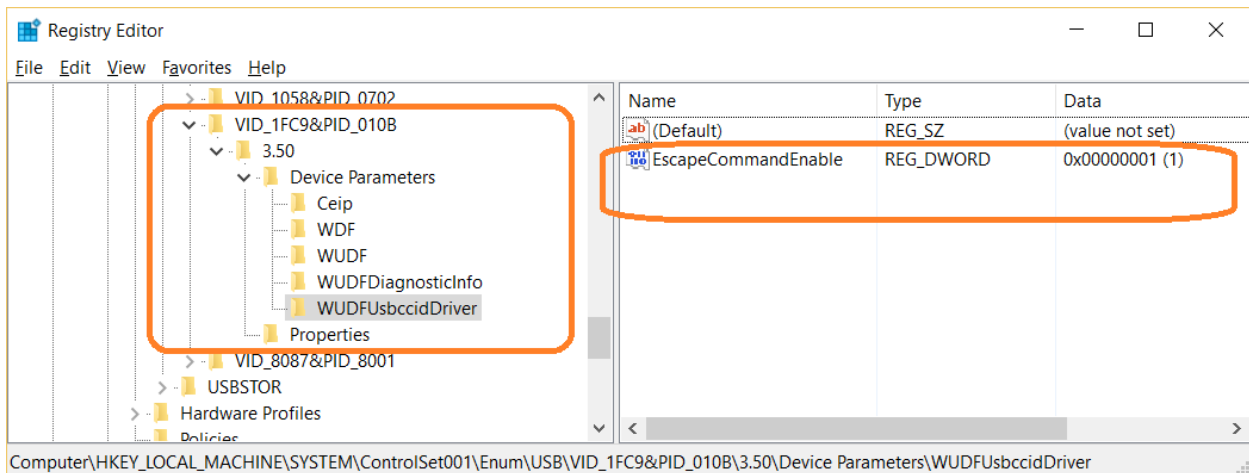 Registry Editor
File Edit View Favorites Help
VID_1058&PID_0702
VID_1FC9&PID_010B
3.50
Device Parameters
Ceip
WDF
WUDF
WUDFDiagnosticInfo
WUDFUsbccidDriver
Properties
VID_8087&PID_8001
USBSTOR
Hardware Profiles
Policies
Name Type Data
(Default) REG_SZ (value not set)
EscapeCommandEnable REG_DWORD 0x00000001 (1)
Computer\HKEY_LOCAL_MACHINE\SYSTEM\ControlSet001\Enum\USB\VID_1FC9&PID_010B\3.50\Device Parameters\WUDFUsbccidDriver